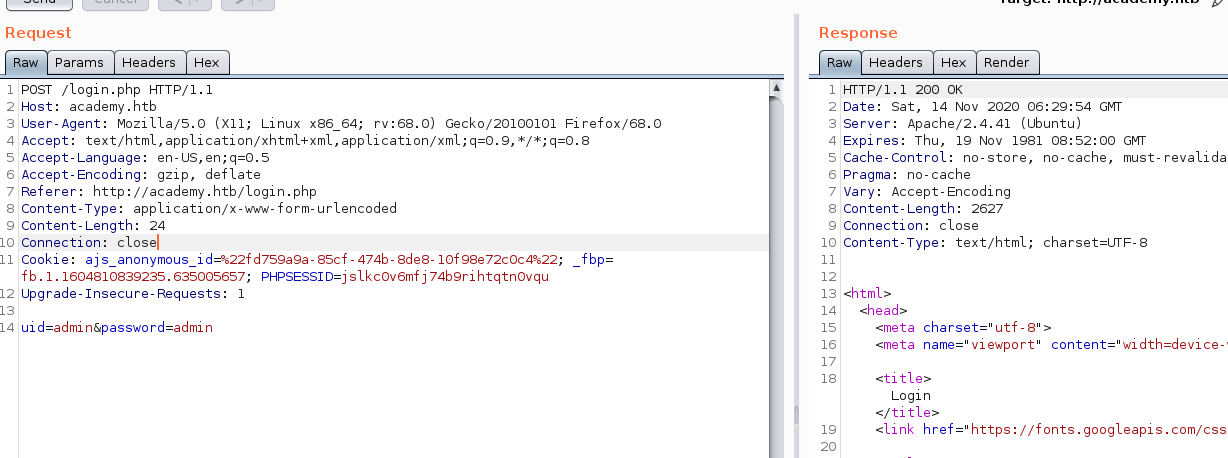 Send
Cancel
<
>
Target: http://academy.htb
Request
Raw Params Headers Hex
1 POST /login.php HTTP/1.1
2 Host: academy.htb
3 User-Agent: Mozilla/5.0 (X11; Linux x86_64; rv:68.0) Gecko/20100101 Firefox/68.0
4 Accept: text/html,application/xhtml+xml,application/xml;q=0.9,*/*;q=0.8
5 Accept-Language: en-US,en;q=0.5
6 Accept-Encoding: gzip, deflate
7 Referer: http://academy.htb/login.php
8 Content-Type: application/x-www-form-urlencoded
9 Content-Length: 24
10 Connection: close
11 Cookie: ajs_anonymous_id=%22fd759a9a-85cf-474b-8de8-10f98e72c0c4%22; _fbp=
fb.1.1604810839235.635005657; PHPSESSID=jslkc0v6mfj74b9rihtqtn0vqu
12 Upgrade-Insecure-Requests: 1
13
14 uid=admin&password=admin
Response
Raw Headers Hex Render
1 HTTP/1.1 200 OK
2 Date: Sat, 14 Nov 2020 06:29:54 GMT
3 Server: Apache/2.4.41 (Ubuntu)
4 Expires: Thu, 19 Nov 1981 08:52:00 GMT
5 Cache-Control: no-store, no-cache, must-revalida
6 Pragma: no-cache
7 Vary: Accept-Encoding
8 Content-Length: 2627
9 Connection: close
10 Content-Type: text/html; charset=UTF-8
11
12
13 <html>
14 <head>
15 <meta charset="utf-8">
16 <meta name="viewport" content="width=device-
17
18 <title>
Login
</title>
19 <link href="https://fonts.googleapis.com/css
20